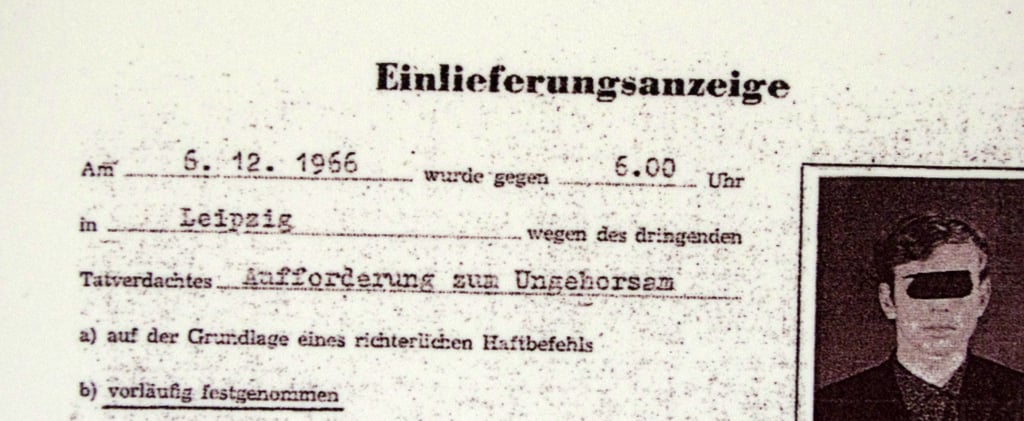 Einlieferungsanzeige
Am 6. 12. 1966 wurde gegen 6.00 Uhr
in Leipzig wegen des dringenden
Tatverdachtes Aufforderung zum Ungehorsam
a) auf der Grundlage eines richterlichen Haftbefehls
b) vorläufig festgenommen